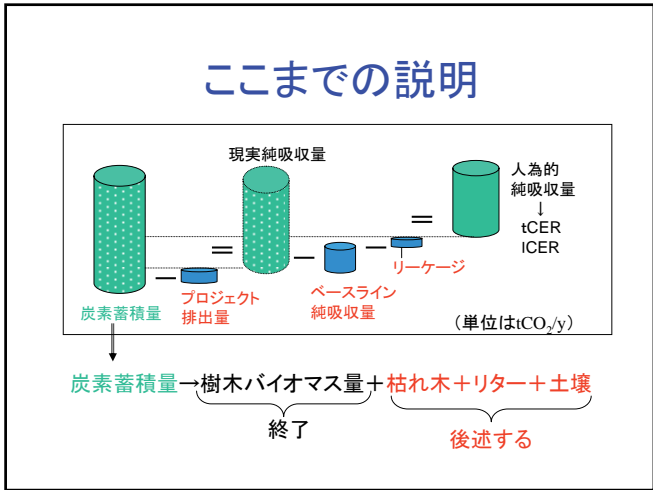 ここまでの説明
現実純吸収量
人為的
純吸収量
↓
tCER
lCER
=
=
−
−
−
リーケージ
プロジェクト
排出量
ベースライン
純吸収量
炭素蓄積量
（単位はtCO₂/y）
炭素蓄積量→樹木バイオマス量＋枯れ木＋リター＋土壌
終了
後述する